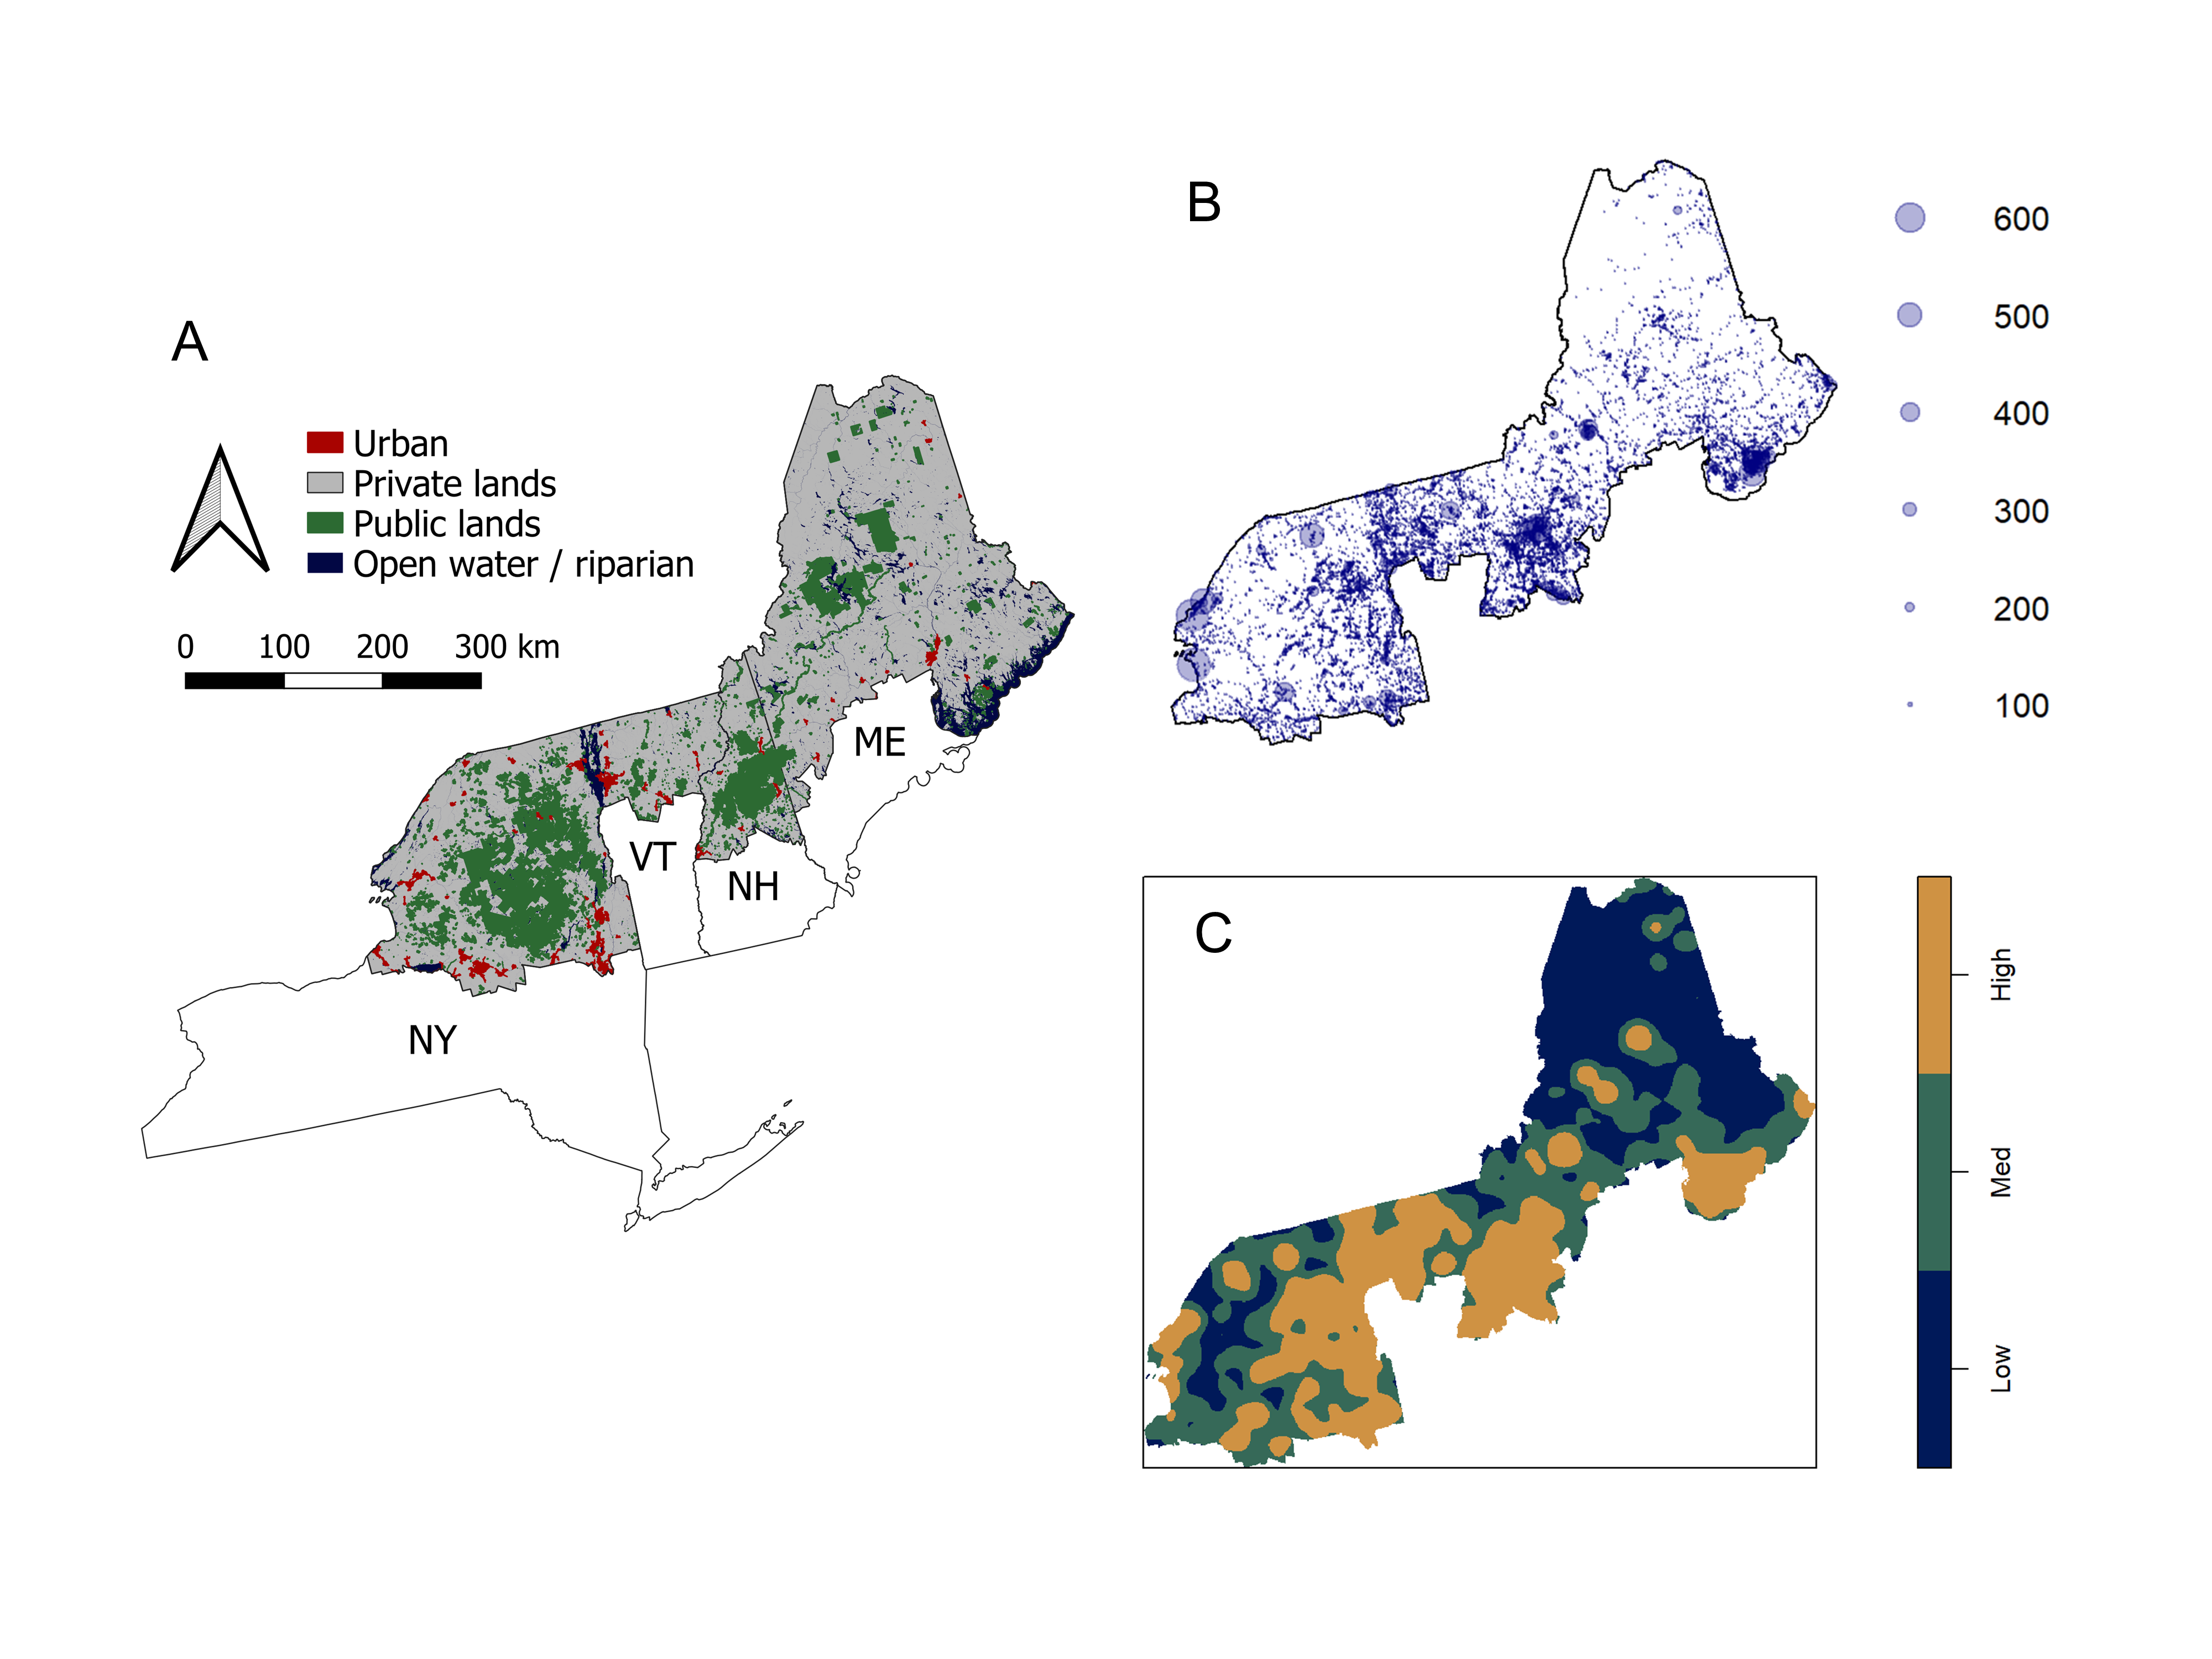 A
Urban
Private lands
Public lands
Open water / riparian
0 100 200 300 km
ME
VT
NH
NY
B
600
500
400
300
200
100
C
High
Med
Low